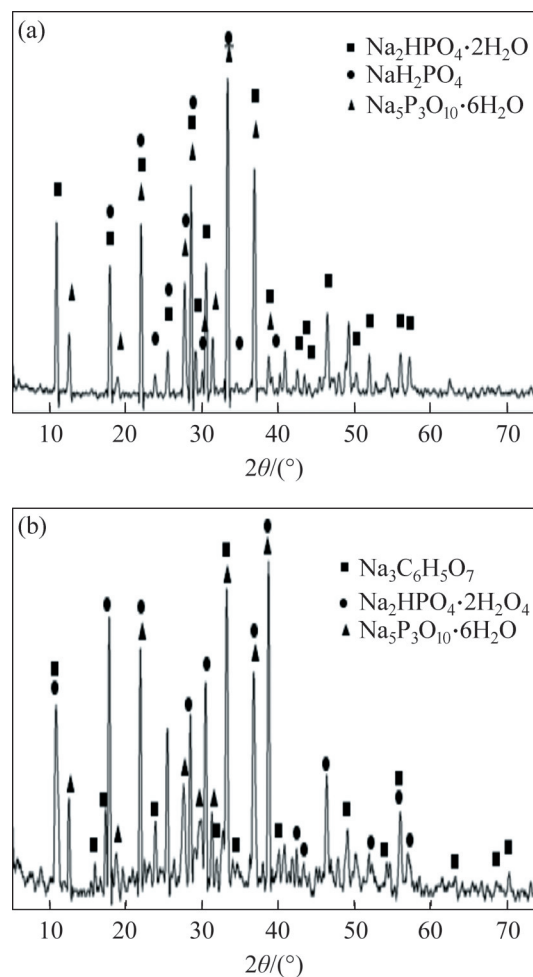 (a)
■ Na₂HPO₄·2H₂O
● NaH₂PO₄
▲ Na₅P₃O₁₀·6H₂O
10 20 30 40 50 60 70
2θ/(°)
(b)
■ Na₃C₆H₅O₇
● Na₂HPO₄·2H₂O₄
▲ Na₅P₃O₁₀·6H₂O
10 20 30 40 50 60 70
2θ/(°)